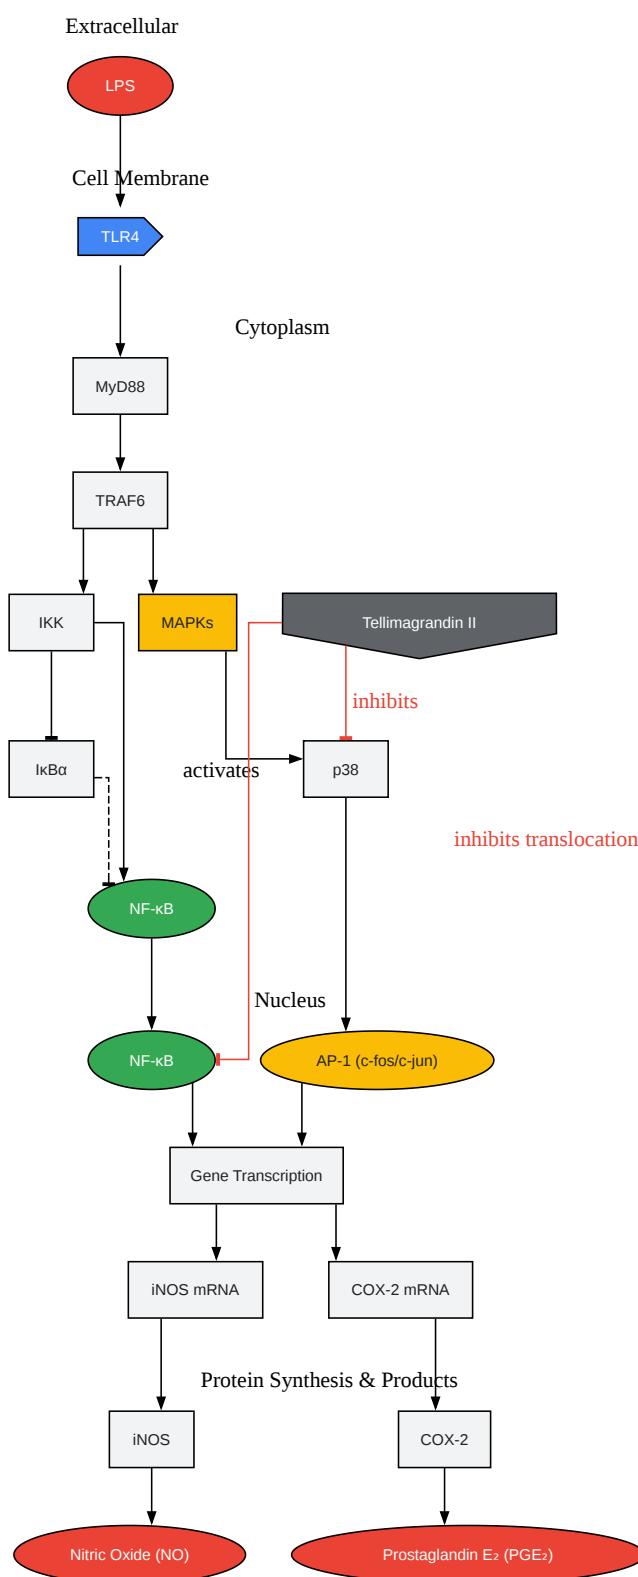 Extracellular
LPS
Cell Membrane
TLR4
Cytoplasm
MyD88
TRAF6
IKK
MAPKs
Tellimagrandin II
inhibits
IκBα
activates
p38
inhibits translocation
NF-κB
Nucleus
NF-κB
AP-1 (c-fos/c-jun)
Gene Transcription
iNOS mRNA
COX-2 mRNA
Protein Synthesis & Products
iNOS
COX-2
Nitric Oxide (NO)
Prostaglandin E₂ (PGE₂)